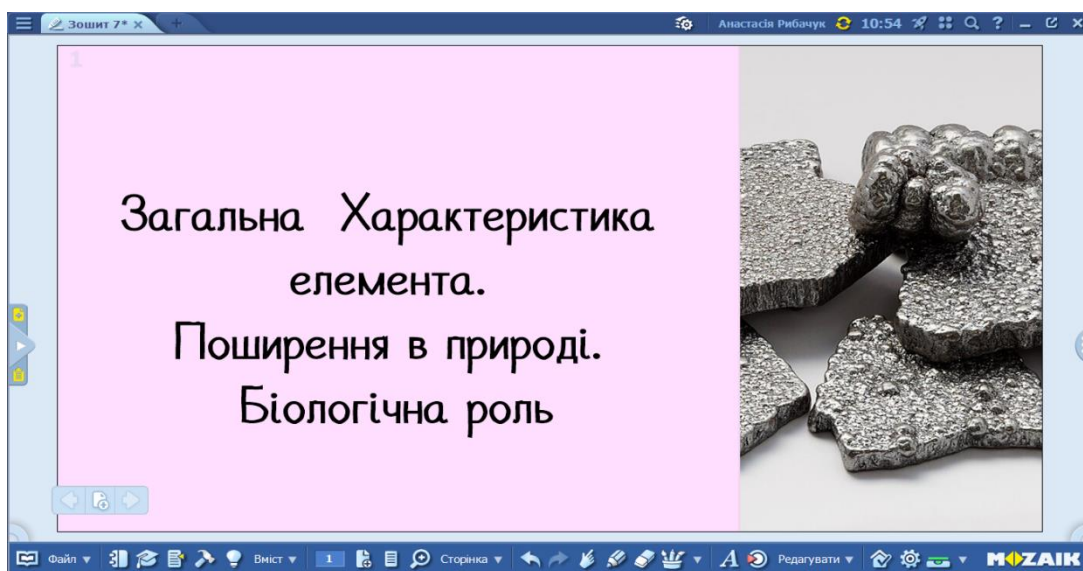 Зошит 7* ×
+
Анастасія Рибачук
10:54
?
1
Загальна Характеристика
елемента.
Поширення в природі.
Біологічна роль
Файл
Вміст
1
Сторінка
A
Редагувати
MOZAIK